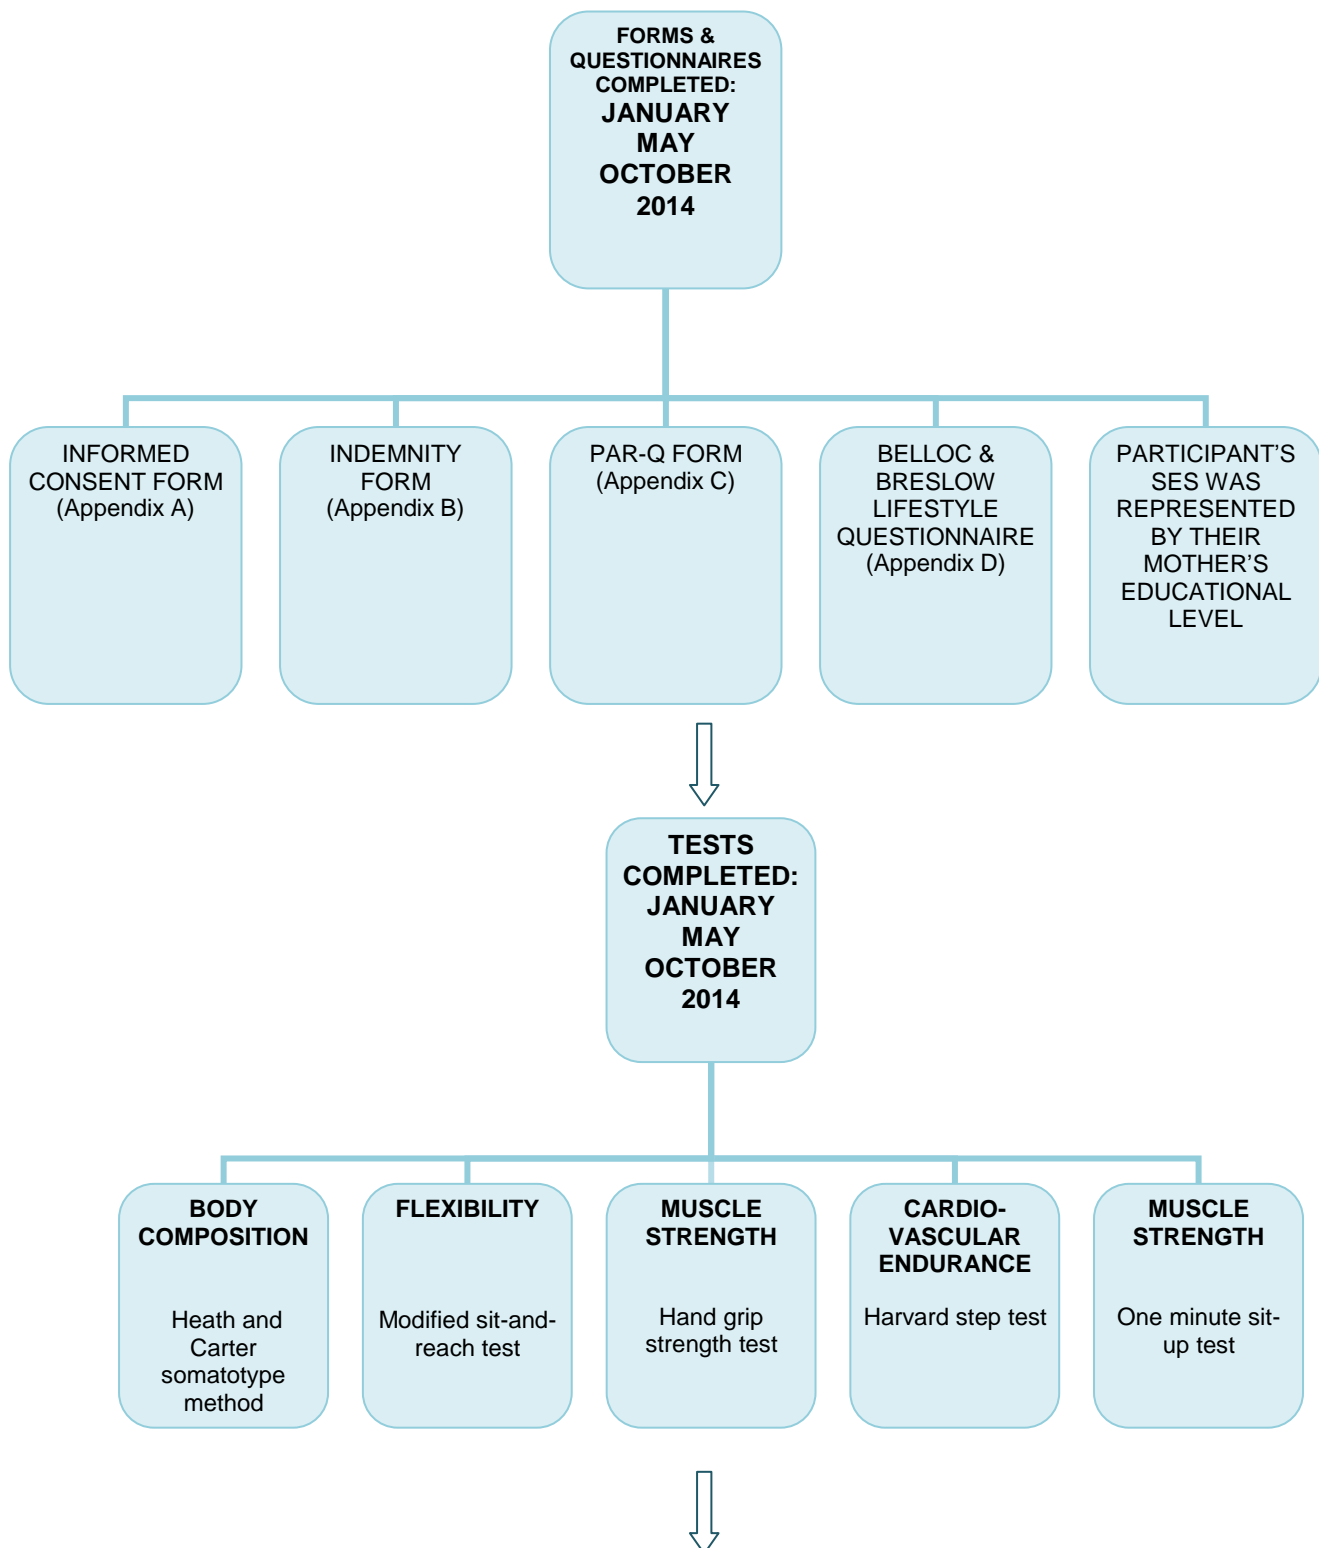 FORMS &
QUESTIONNAIRES
COMPLETED:
JANUARY
MAY
OCTOBER
2014
INFORMED
CONSENT FORM
(Appendix A)
INDEMNITY
FORM
(Appendix B)
PAR-Q FORM
(Appendix C)
BELLOC &
BRESLOW
LIFESTYLE
QUESTIONNAIRE
(Appendix D)
PARTICIPANT’S
SES WAS
REPRESENTED
BY THEIR
MOTHER’S
EDUCATIONAL
LEVEL
TESTS
COMPLETED:
JANUARY
MAY
OCTOBER
2014
BODY
COMPOSITION
Heath and
Carter
somatotype
method
FLEXIBILITY
Modified sit-and-
reach test
MUSCLE
STRENGTH
Hand grip
strength test
CARDIO-
VASCULAR
ENDURANCE
Harvard step test
MUSCLE
STRENGTH
One minute sit-
up test